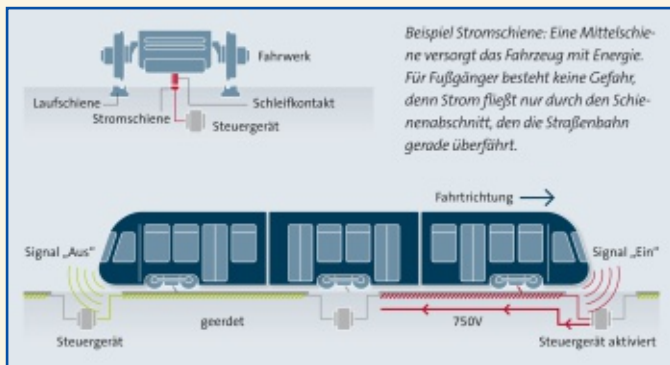 Fahrwerk
Laufschiene
Schleifkontakt
Stromschiene
Steuergerät
Beispiel Stromschiene: Eine Mittelschie-
ne versorgt das Fahrzeug mit Energie.
Für Fußgänger besteht keine Gefahr,
denn Strom fließt nur durch den Schie-
nenabschnitt, den die Straßenbahn
gerade überfährt.
Fahrtrichtung
Signal „Aus“
Signal „Ein“
geerdet
750V
Steuergerät
Steuergerät aktiviert